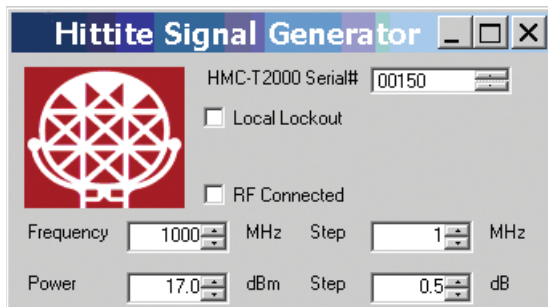 Hittite Signal Generator
HMC-T2000 Serial# 00150
Local Lockout
RF Connected
Frequency 1000 MHz Step 1 MHz
Power 17.0 dBm Step 0.5 dB